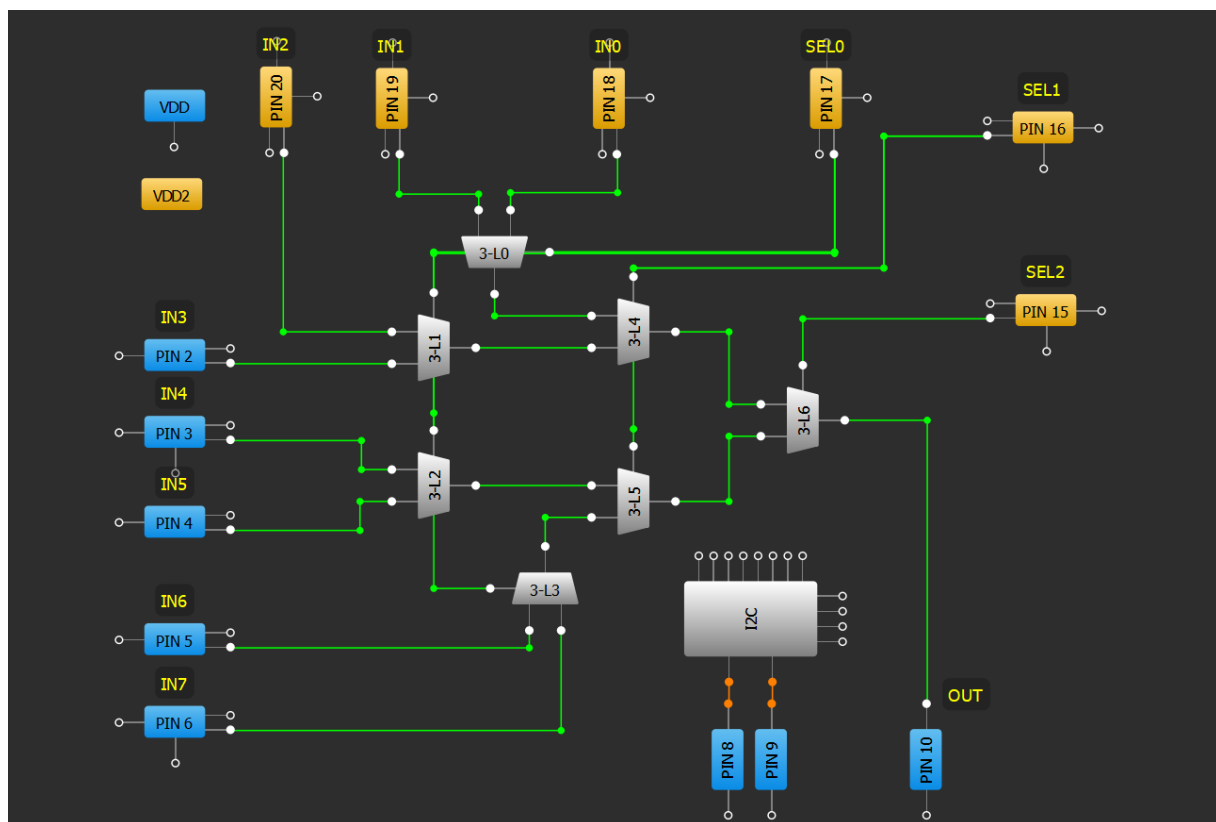 IN2
IN1
IN0
SEL0
PIN 20
PIN 19
PIN 18
PIN 17
SEL1
VDD
PIN 16
VDD2
3-L0
SEL2
IN3
PIN 15
3-L1
3-L4
PIN 2
IN4
3-L6
PIN 3
IN5
3-L2
3-L5
PIN 4
3-L3
IN6
I2C
PIN 5
IN7
OUT
PIN 6
PIN 8
PIN 9
PIN 10